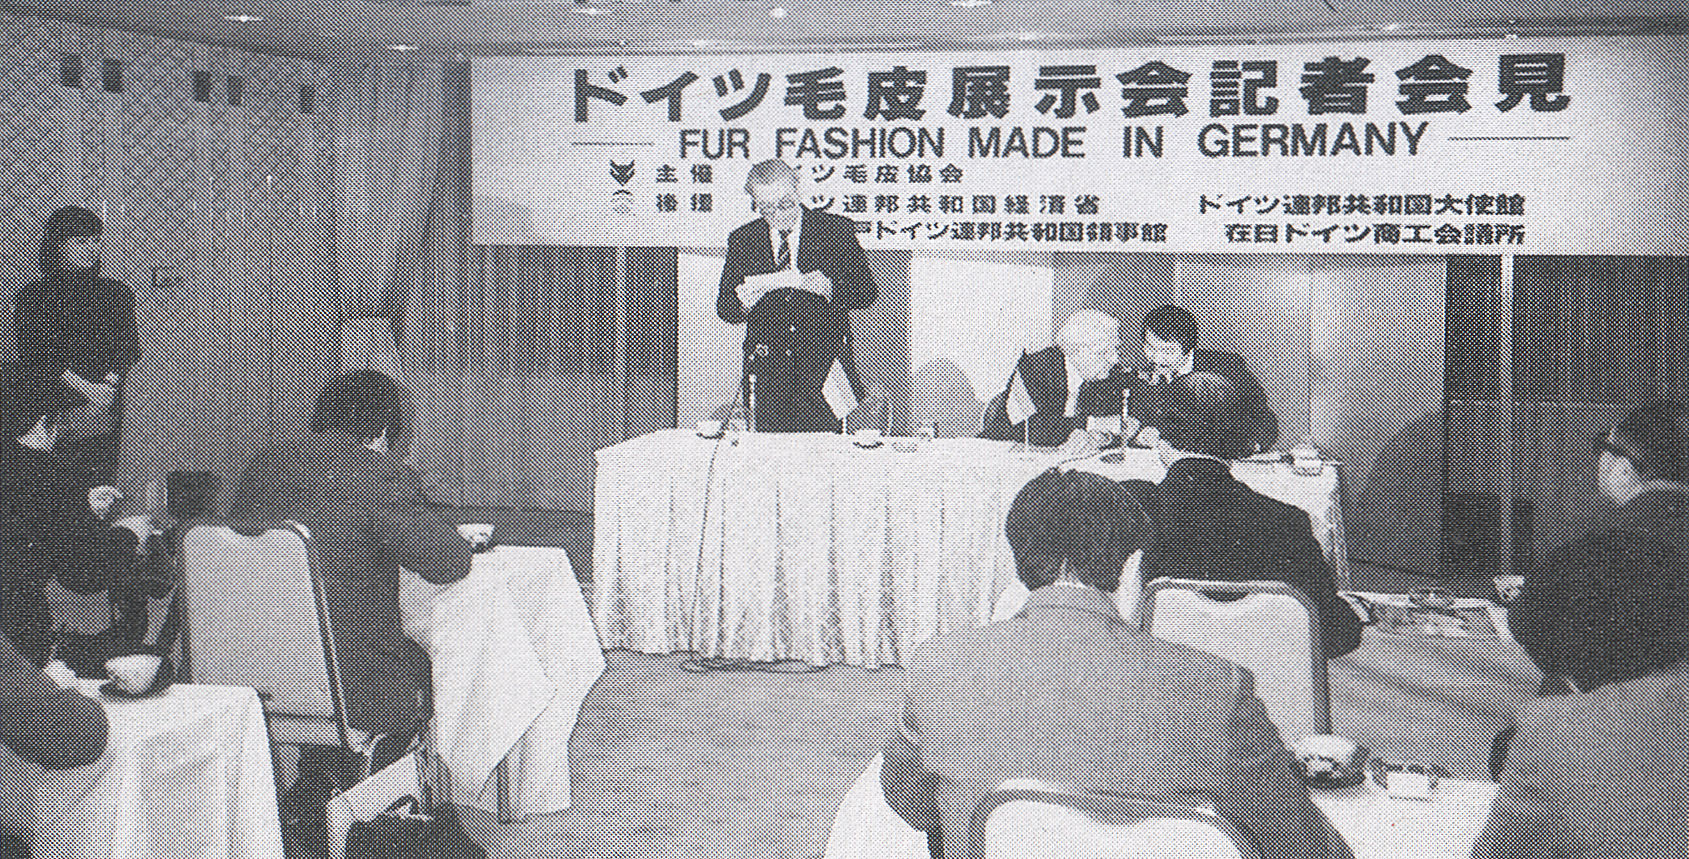 ドイツ毛皮展示会記者会見
FUR FASHION MADE IN GERMANY
主催 イツ毛皮協会
後援 ツ連邦共和国経済省 ドイツ連邦共和国大使館
ドイツ連邦共和国領事館 在日ドイツ商工会議所